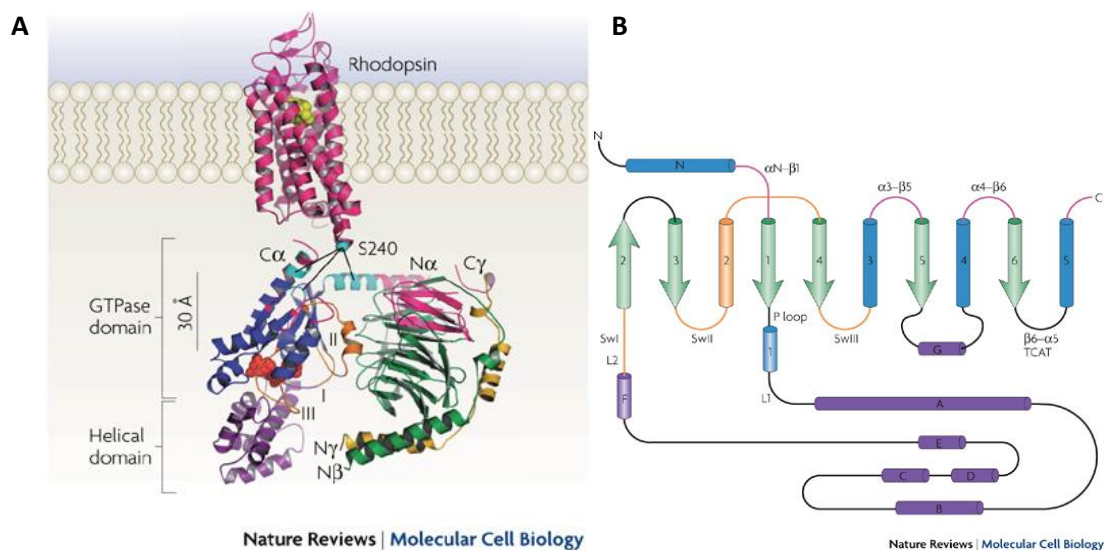 A
Rhodopsin
S240
Cα
Nα
Cγ
GTPase
domain
30 Å
II
I
III
Helical
domain
Nγ
Nβ
Nature Reviews | Molecular Cell Biology
B
N
N
αN–β1
α3–β5
α4–β6
C
2
3
2
1
4
3
5
4
6
5
P loop
SwI
SwII
SwIII
β6–α5
TCAT
G
1
L2
L1
F
A
E
C
D
B
Nature Reviews | Molecular Cell Biology